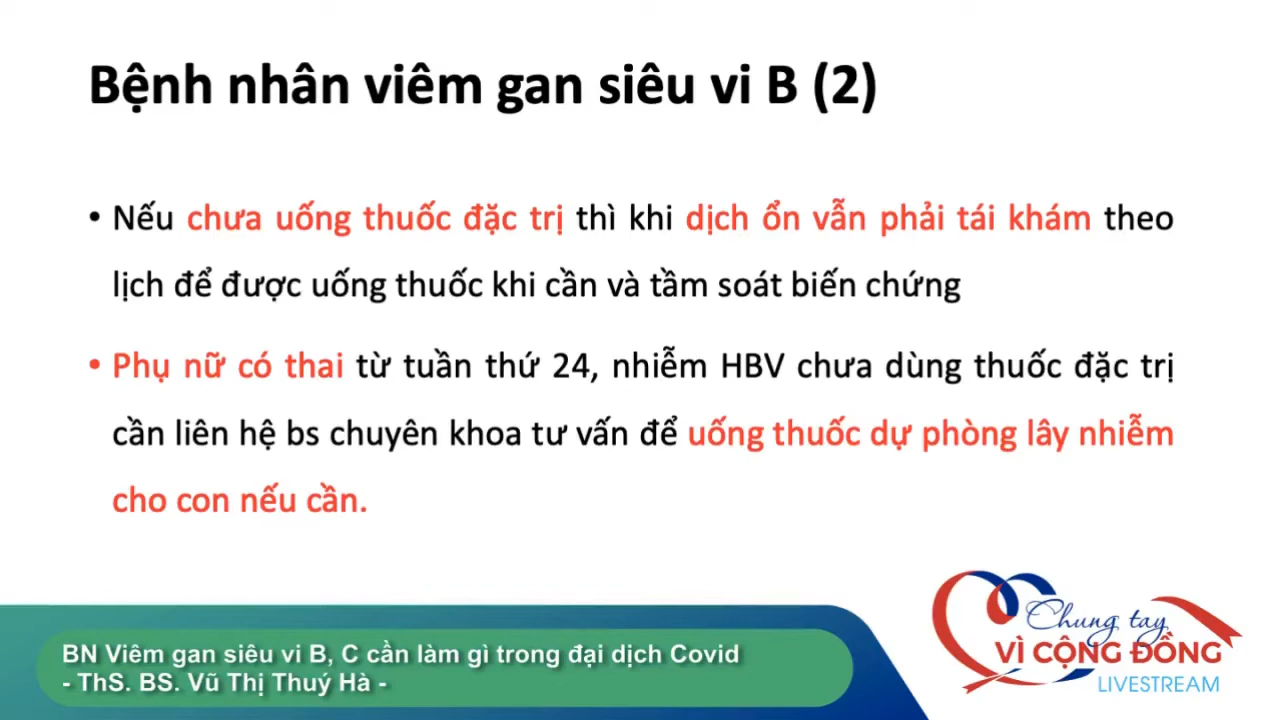 Bệnh nhân viêm gan siêu vi B (2)
• Nếu chưa uống thuốc đặc trị thì khi dịch ổn vẫn phải tái khám theo
lịch để được uống thuốc khi cần và tầm soát biến chứng
• Phụ nữ có thai từ tuần thứ 24, nhiễm HBV chưa dùng thuốc đặc trị
cần liên hệ bs chuyên khoa tư vấn để uống thuốc dự phòng lây nhiễm
cho con nếu cần.
BN Viêm gan siêu vi B, C cần làm gì trong đại dịch Covid
- ThS. BS. Vũ Thị Thuý Hà -
Chung tay
VÌ CỘNG ĐỒNG
LIVESTREAM